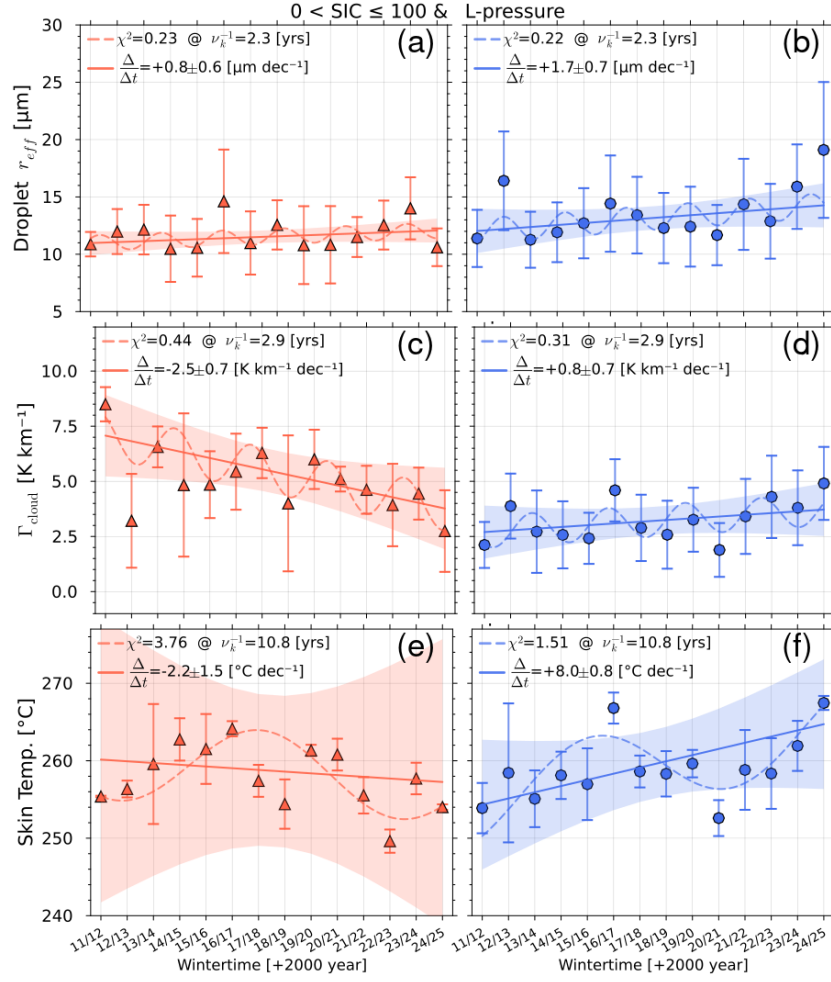 0 < SIC ≤ 100 & L-pressure
(a)
χ²=0.23 @ ν_k⁻¹=2.3 [yrs]
Δ/Δt=+0.8±0.6 [µm dec⁻¹]
(b)
χ²=0.22 @ ν_k⁻¹=2.3 [yrs]
Δ/Δt=+1.7±0.7 [µm dec⁻¹]
Droplet r_eff [µm]
30
25
20
15
10
5
(c)
χ²=0.44 @ ν_k⁻¹=2.9 [yrs]
Δ/Δt=-2.5±0.7 [K km⁻¹ dec⁻¹]
(d)
χ²=0.31 @ ν_k⁻¹=2.9 [yrs]
Δ/Δt=+0.8±0.7 [K km⁻¹ dec⁻¹]
Γ_cloud [K km⁻¹]
10.0
7.5
5.0
2.5
0.0
(e)
χ²=3.76 @ ν_k⁻¹=10.8 [yrs]
Δ/Δt=-2.2±1.5 [°C dec⁻¹]
(f)
χ²=1.51 @ ν_k⁻¹=10.8 [yrs]
Δ/Δt=+8.0±0.8 [°C dec⁻¹]
Skin Temp. [°C]
270
260
250
240
11/12 12/13 13/14 14/15 15/16 16/17 17/18 18/19 19/20 20/21 21/22 22/23 23/24 24/25
Wintertime [+2000 year]
11/12 12/13 13/14 14/15 15/16 16/17 17/18 18/19 19/20 20/21 21/22 22/23 23/24 24/25
Wintertime [+2000 year]